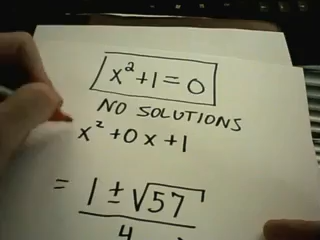 x²+1=0
NO SOLUTIONS
x²+0x+1
= 1±√57
4